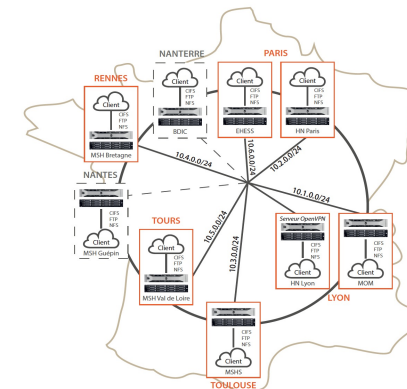 NANTERRE
Client
CIFS
FTP
NFS
BDIC
PARIS
Client
CIFS
FTP
NFS
EHESS
Client
CIFS
FTP
NFS
HN Paris
RENNES
Client
CIFS
FTP
NFS
MSH Bretagne
10.4.0.0/24
10.6.0.0/24
10.2.0.0/24
10.1.0.0/24
10.5.0.0/24
10.3.0.0/24
NANTES
CIFS
FTP
NFS
Client
MSH Guépin
TOURS
Client
CIFS
FTP
NFS
MSH Val de Loire
Serveur OpenVPN
CIFS
FTP
NFS
Client
HN Lyon
CIFS
FTP
NFS
Client
MOM
LYON
CIFS
FTP
NFS
Client
MSHS
TOULOUSE